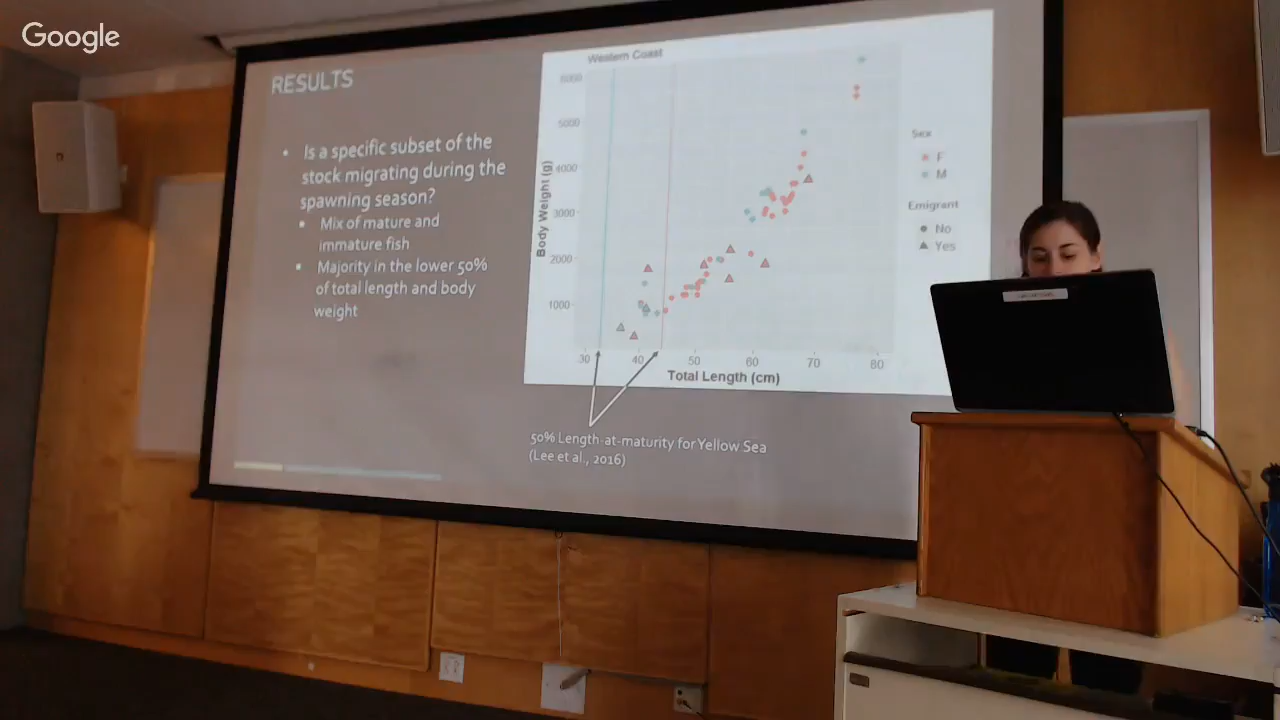 Google
RESULTS
• Is a specific subset of the
stock migrating during the
spawning season?
• Mix of mature and
immature fish
• Majority in the lower 50%
of total length and body
weight
Western Coast
6000
5000
4000
3000
2000
1000
Body Weight (g)
30 40 50 60 70 80
Total Length (cm)
Sex
F
M
Emigrant
No
Yes
50% Length-at-maturity for Yellow Sea
(Lee et al., 2016)